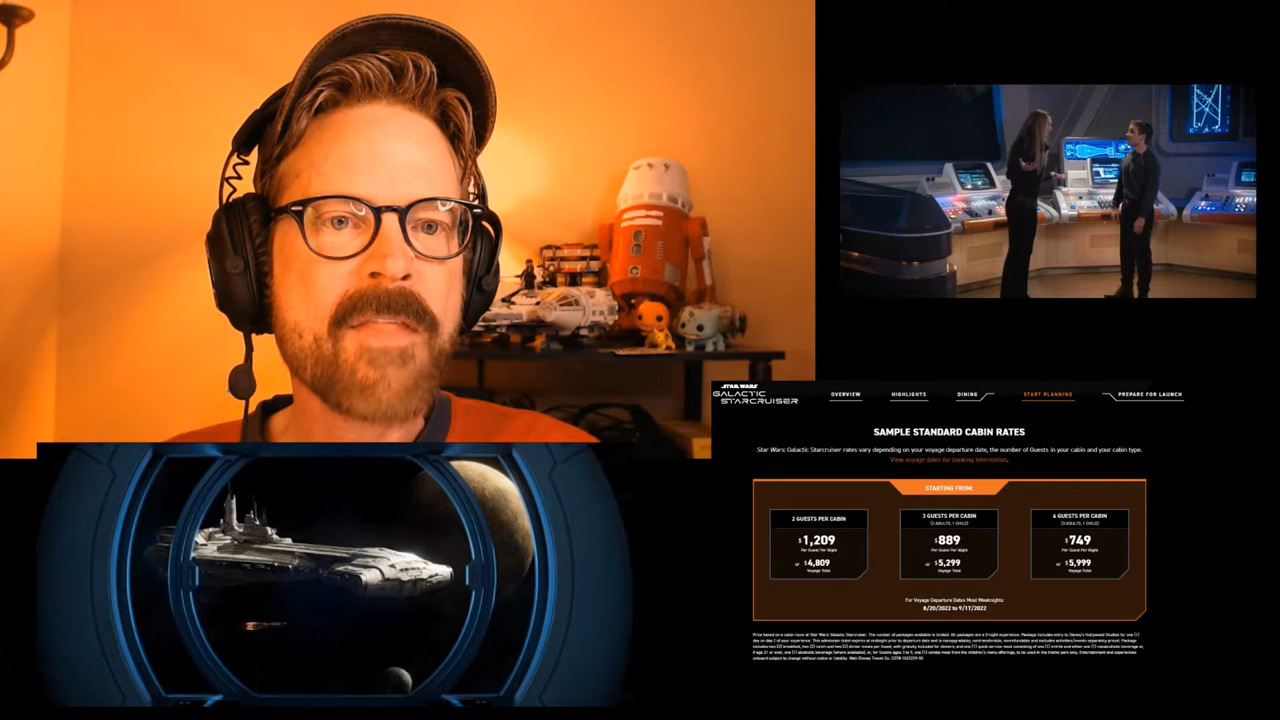 STAR WARS
GALACTIC
STARCRUISER
OVERVIEW
HIGHLIGHTS
DINING
START PLANNING
PREPARE FOR LAUNCH
SAMPLE STANDARD CABIN RATES
Star Wars: Galactic Starcruiser rates vary depending on your voyage departure date, the number of Guests in your cabin and your cabin type.
View voyage dates for booking information.
STARTING FROM:
2 GUESTS PER CABIN
$1,209
Per Guest Per Night
or $4,809
Voyage Total
3 GUESTS PER CABIN
(2 ADULTS, 1 CHILD)
$889
Per Guest Per Night
or $5,299
Voyage Total
4 GUESTS PER CABIN
(3 ADULTS, 1 CHILD)
$749
Per Guest Per Night
or $5,999
Voyage Total
For Voyage Departure Dates Most Weeknights:
8/20/2022 to 9/17/2022